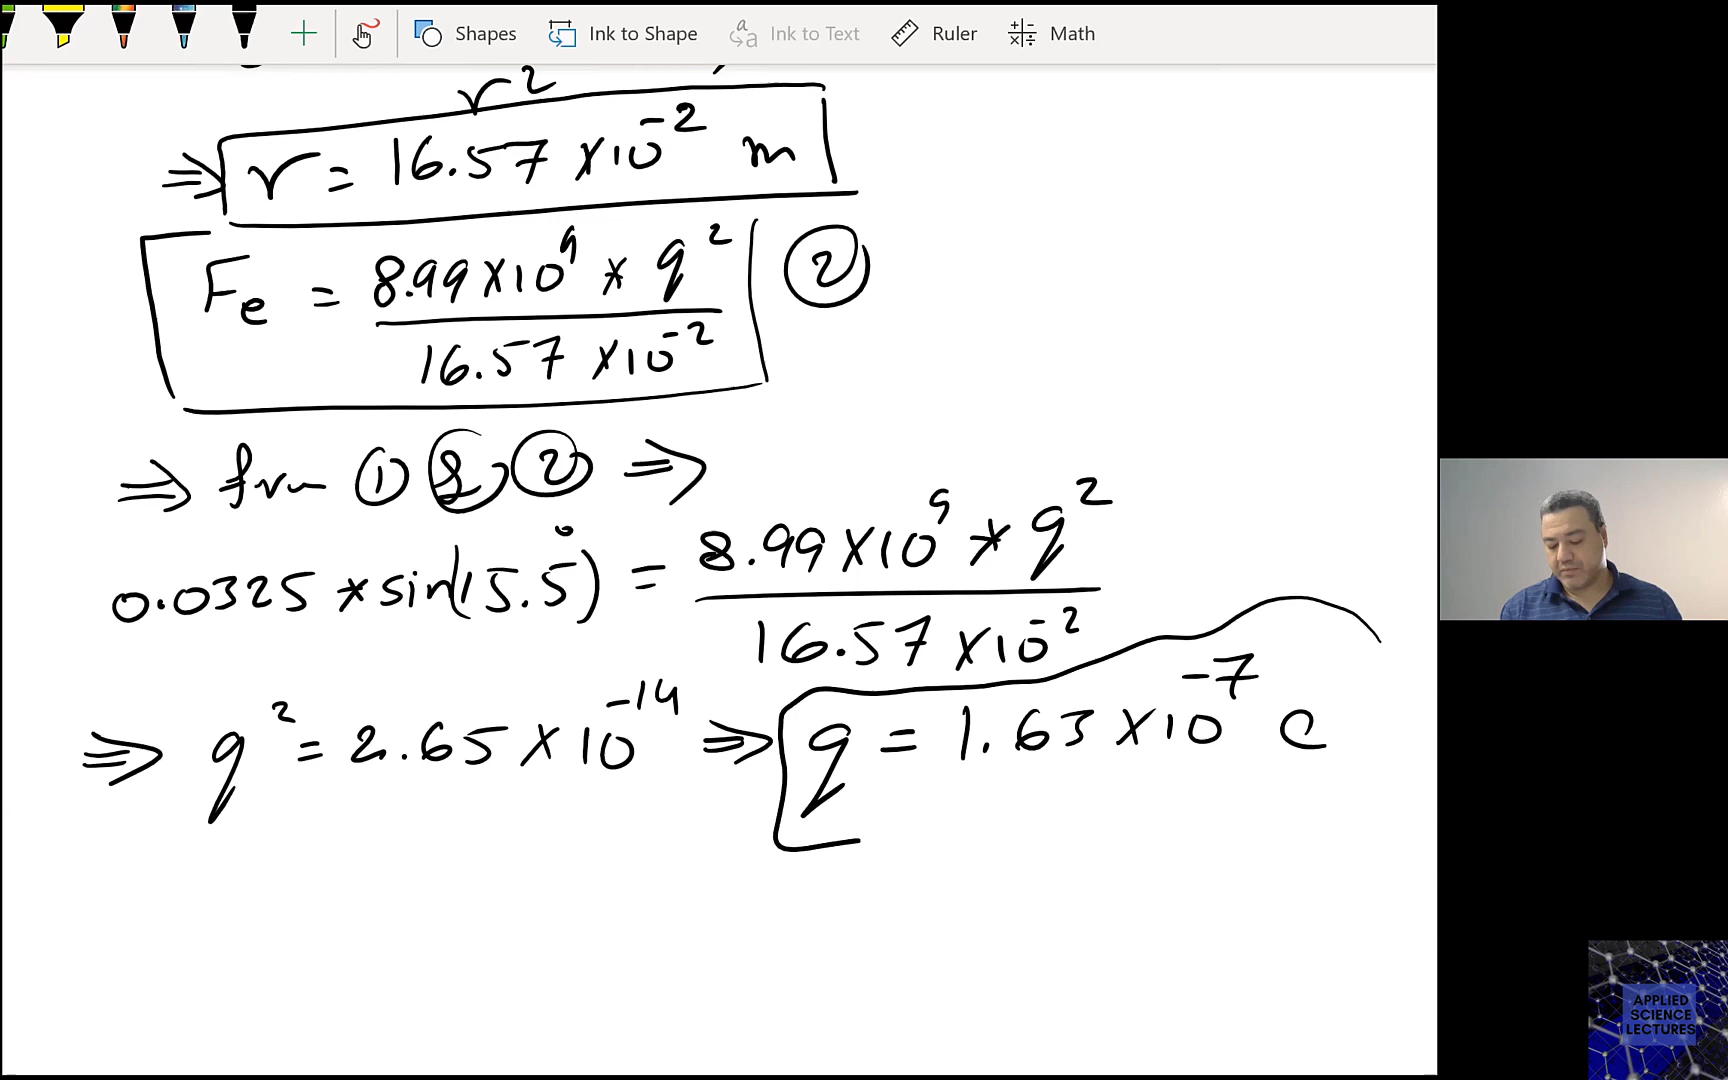 Shapes Ink to Shape Ink to Text Ruler Math
r²
⇒ r = 16.57 × 10⁻² m
Fe = 8.99 × 10⁹ * q² ②
16.57 × 10⁻²
⇒ from ① & ② ⇒
0.0325 * sin(15.5°) = 8.99 × 10⁹ * q²
16.57 × 10⁻²
⇒ q² = 2.65 × 10⁻¹⁴ ⇒ q = 1.63 × 10⁻⁷ C
APPLIED
SCIENCE
LECTURES